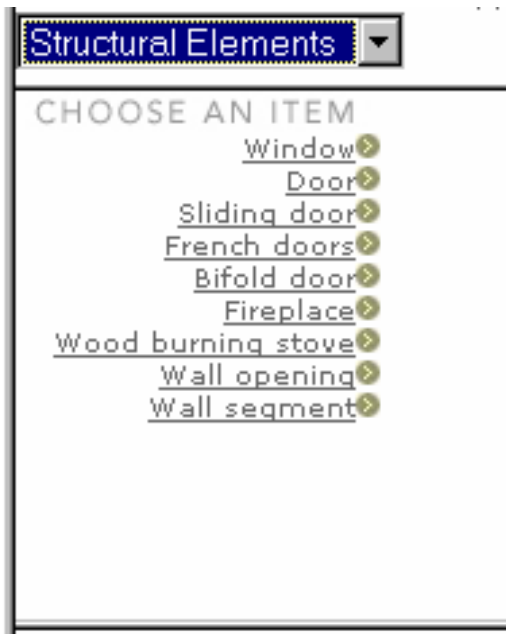 Structural Elements
CHOOSE AN ITEM
Window
Door
Sliding door
French doors
Bifold door
Fireplace
Wood burning stove
Wall opening
Wall segment